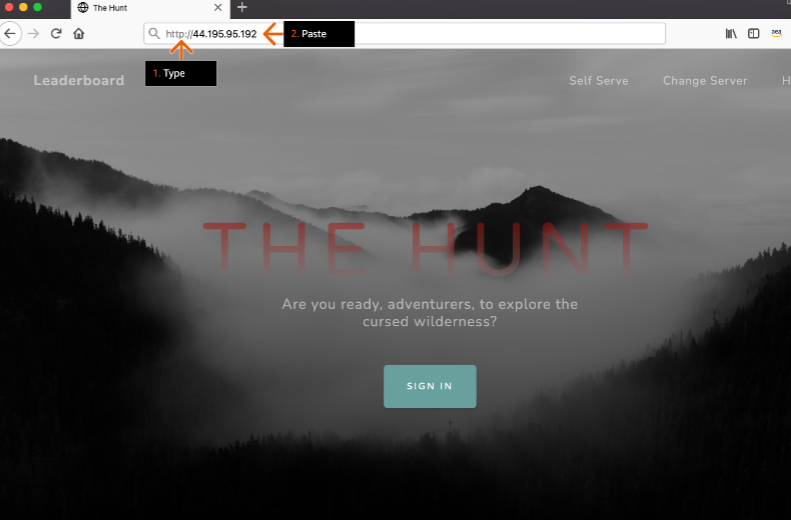 The Hunt
http://44.195.95.192
2. Paste
1. Type
Leaderboard
Self Serve
Change Server
H
THE HUNT
Are you ready, adventurers, to explore the
cursed wilderness?
SIGN IN